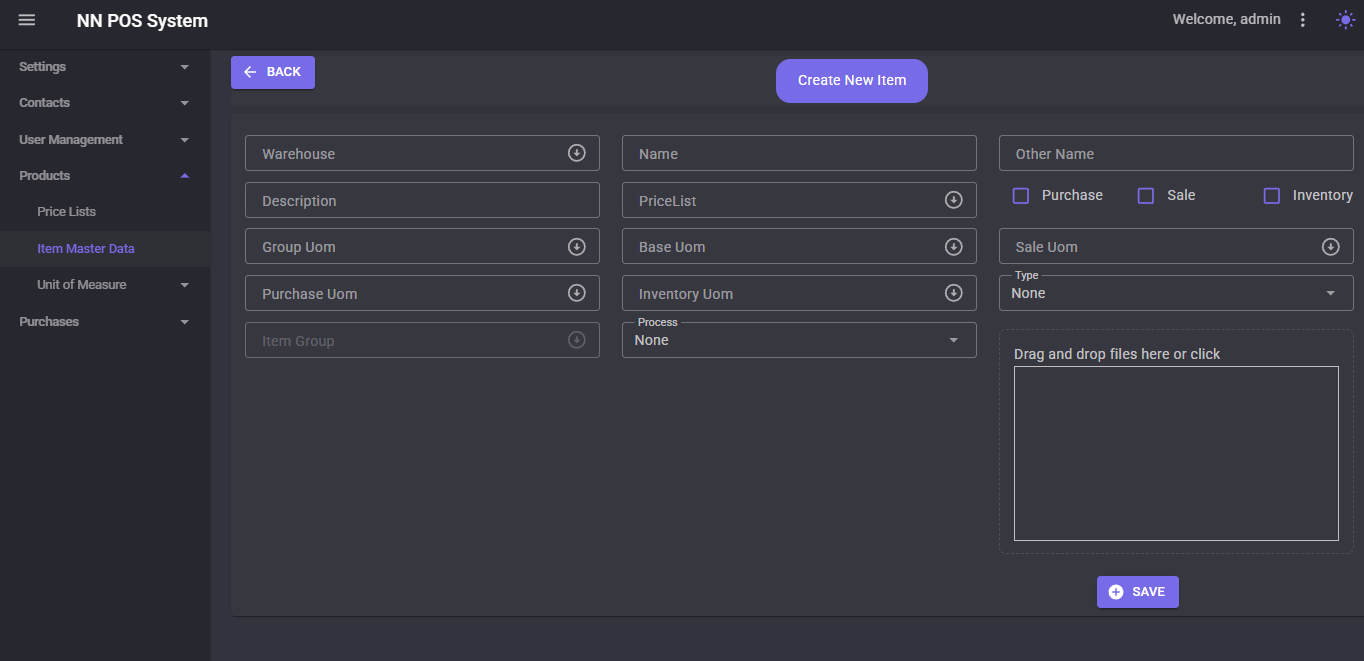 NN POS System
Welcome, admin
Settings
Contacts
User Management
Products
Price Lists
Item Master Data
Unit of Measure
Purchases
BACK
Create New Item
Warehouse
Name
Other Name
Description
PriceList
Purchase
Sale
Inventory
Group Uom
Base Uom
Sale Uom
Purchase Uom
Inventory Uom
Type
None
Item Group
Process
None
Drag and drop files here or click
SAVE